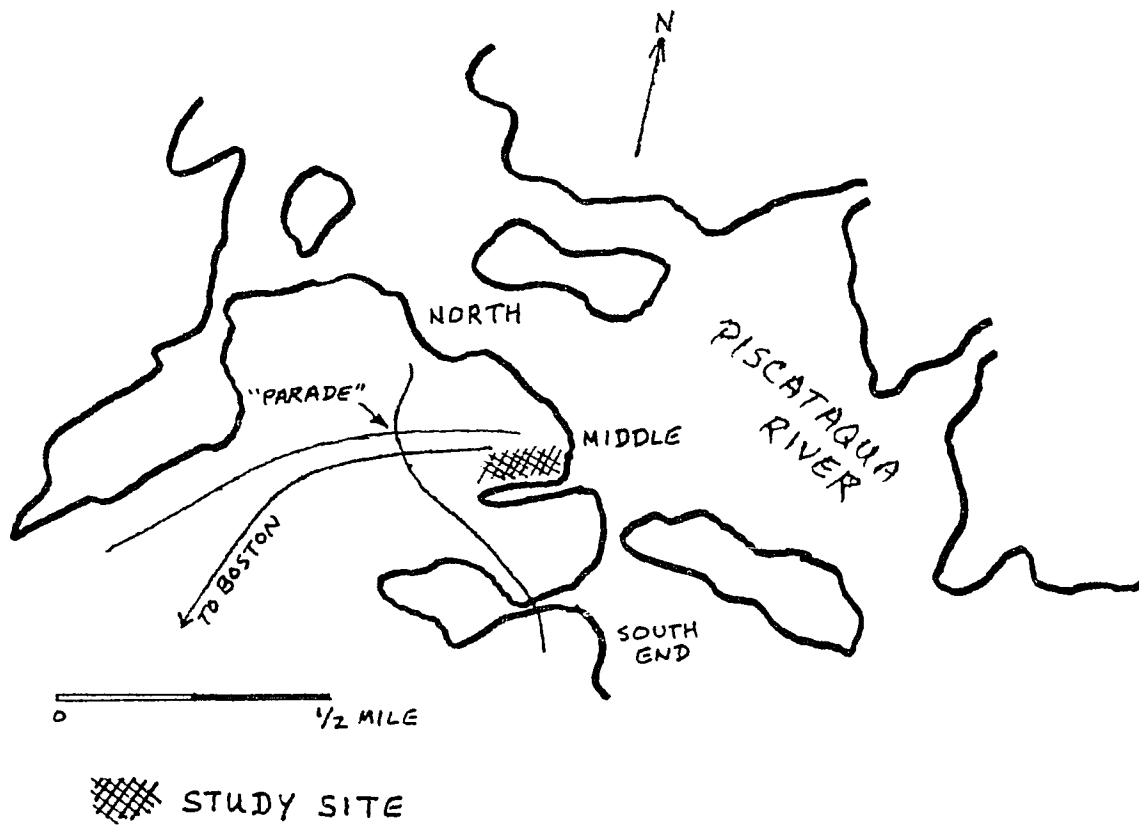 N
NORTH
"PARADE"
MIDDLE
PISCATAQUA
RIVER
TO BOSTON
SOUTH
END
0
1/2 MILE
STUDY SITE